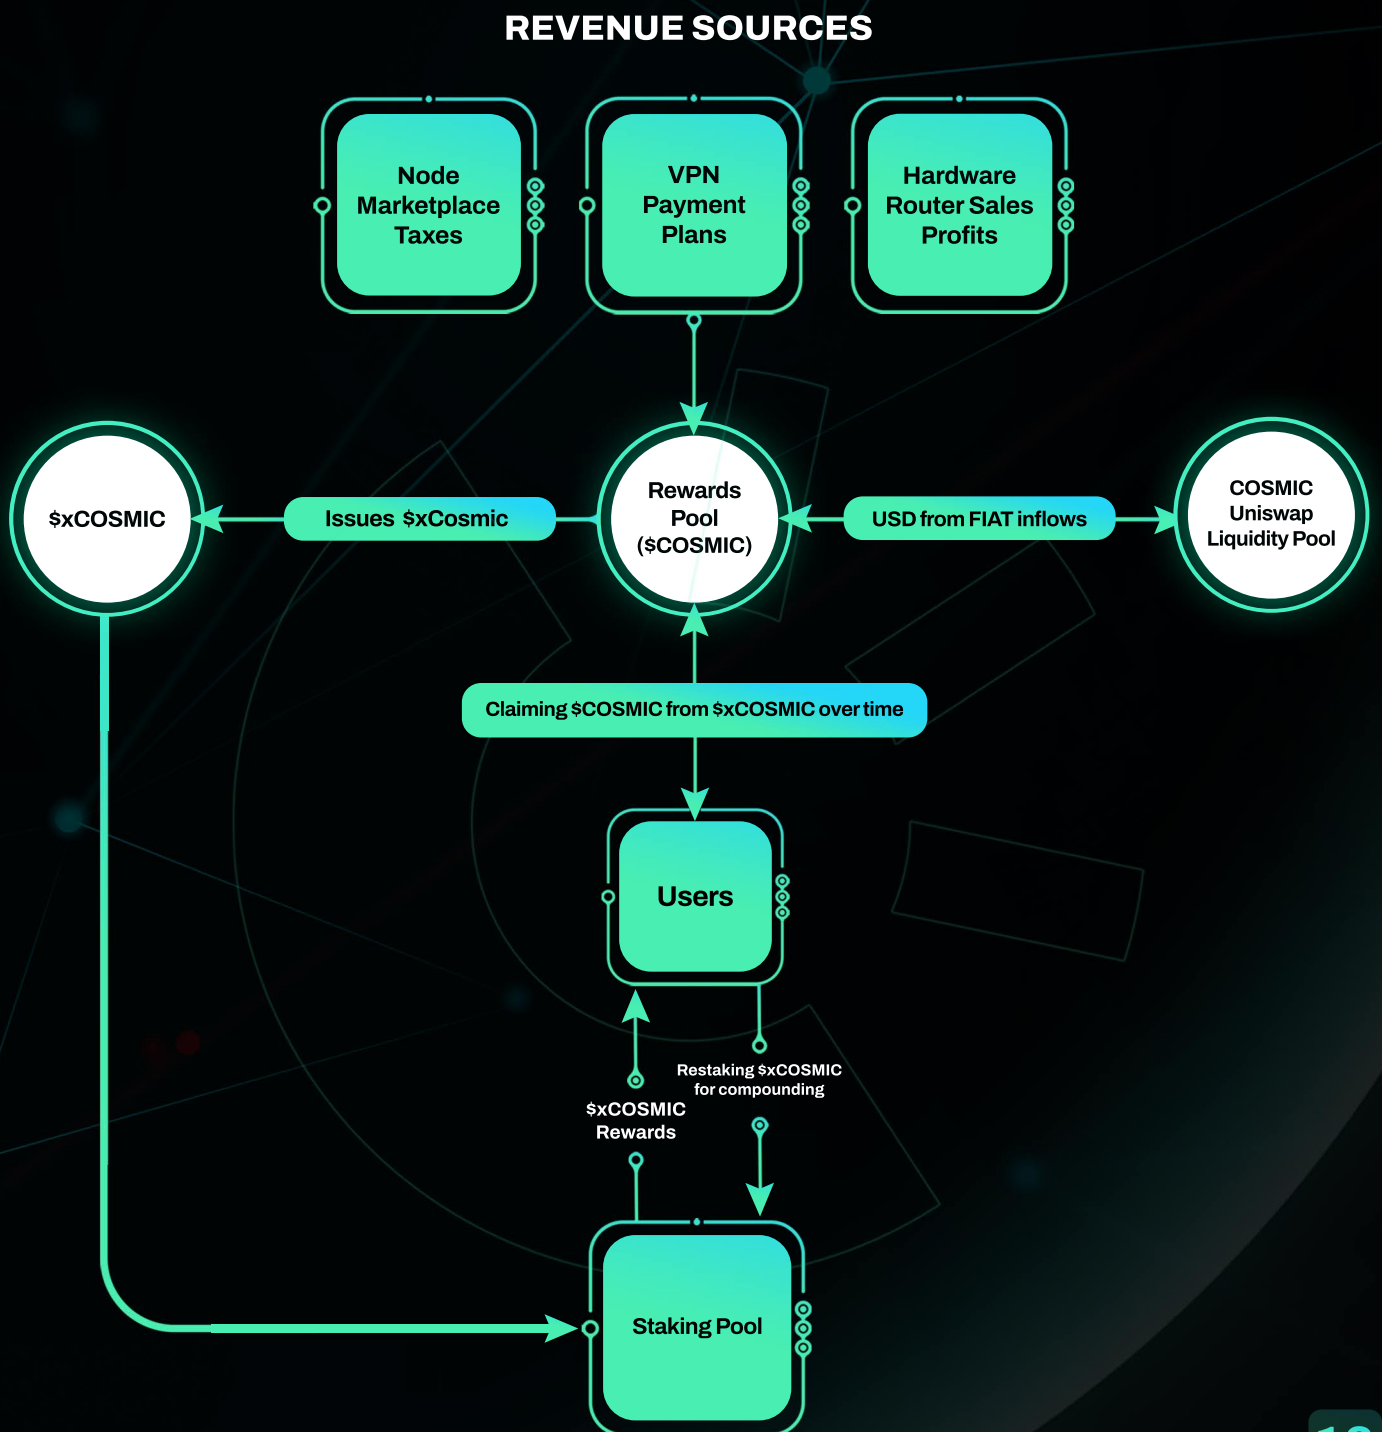 REVENUE SOURCES
Node
Marketplace
Taxes
VPN
Payment
Plans
Hardware
Router Sales
Profits
$xCOSMIC
Issues $xCosmic
Rewards
Pool
($COSMIC)
USD from FIAT inflows
COSMIC
Uniswap
Liquidity Pool
Claiming $COSMIC from $xCOSMIC over time
Users
Restaking $xCOSMIC
for compounding
$xCOSMIC
Rewards
Staking Pool